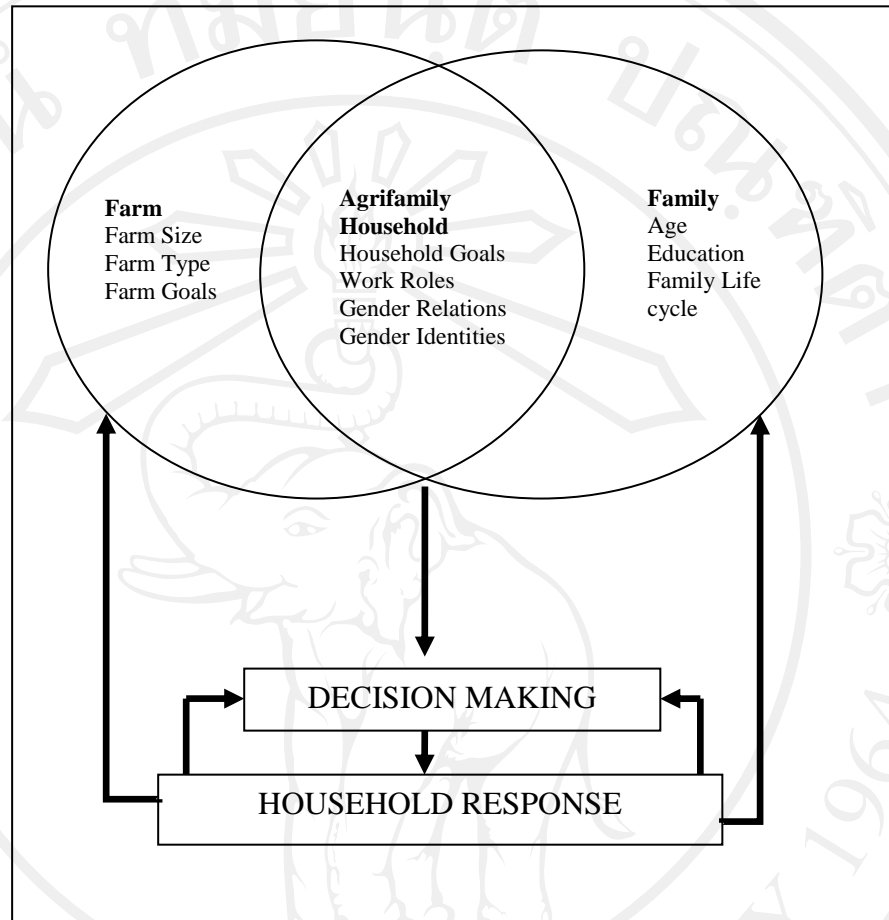 Farm
Farm Size
Farm Type
Farm Goals
Agrifamily
Household
Household Goals
Work Roles
Gender Relations
Gender Identities
Family
Age
Education
Family Life
cycle
DECISION MAKING
HOUSEHOLD RESPONSE
1964